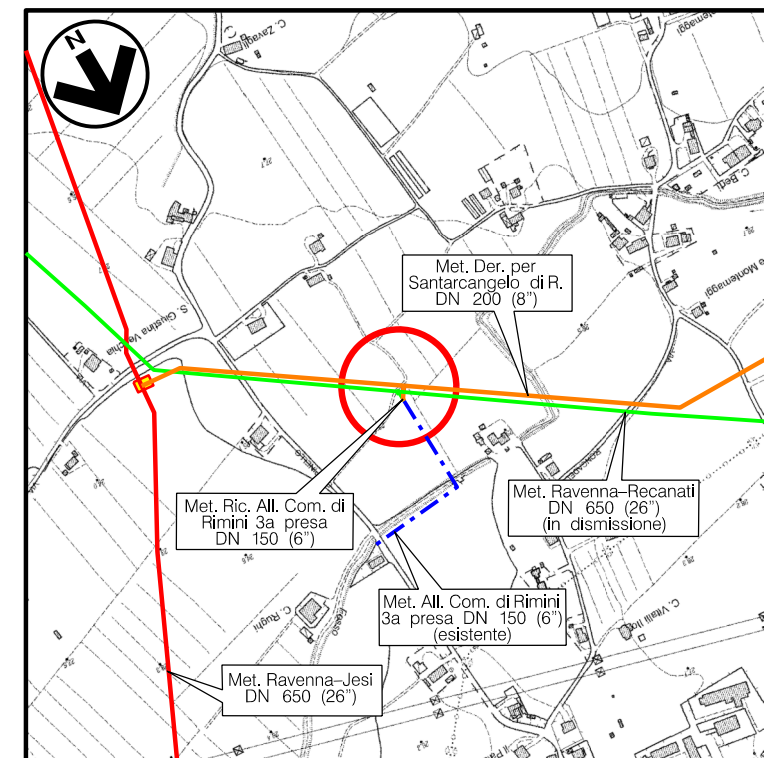 N
C. Zavagli
Montemaggi
C. Betti
Met. Der. per
Santarcangelo di R.
DN 200 (8")
S. Giustina Vecchia
Met. Ric. All. Com. di
Rimini 3a presa
DN 150 (6")
Met. Ravenna–Recanati
DN 650 (26")
(in dismissione)
Met. All. Com. di Rimini
3a presa DN 150 (6")
(esistente)
C. Rughi
Met. Ravenna–Jesi
DN 650 (26")